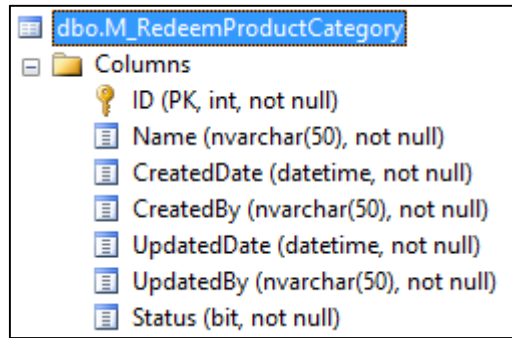 dbo.M_RedeemProductCategory
Columns
ID (PK, int, not null)
Name (nvarchar(50), not null)
CreatedDate (datetime, not null)
CreatedBy (nvarchar(50), not null)
UpdatedDate (datetime, not null)
UpdatedBy (nvarchar(50), not null)
Status (bit, not null)